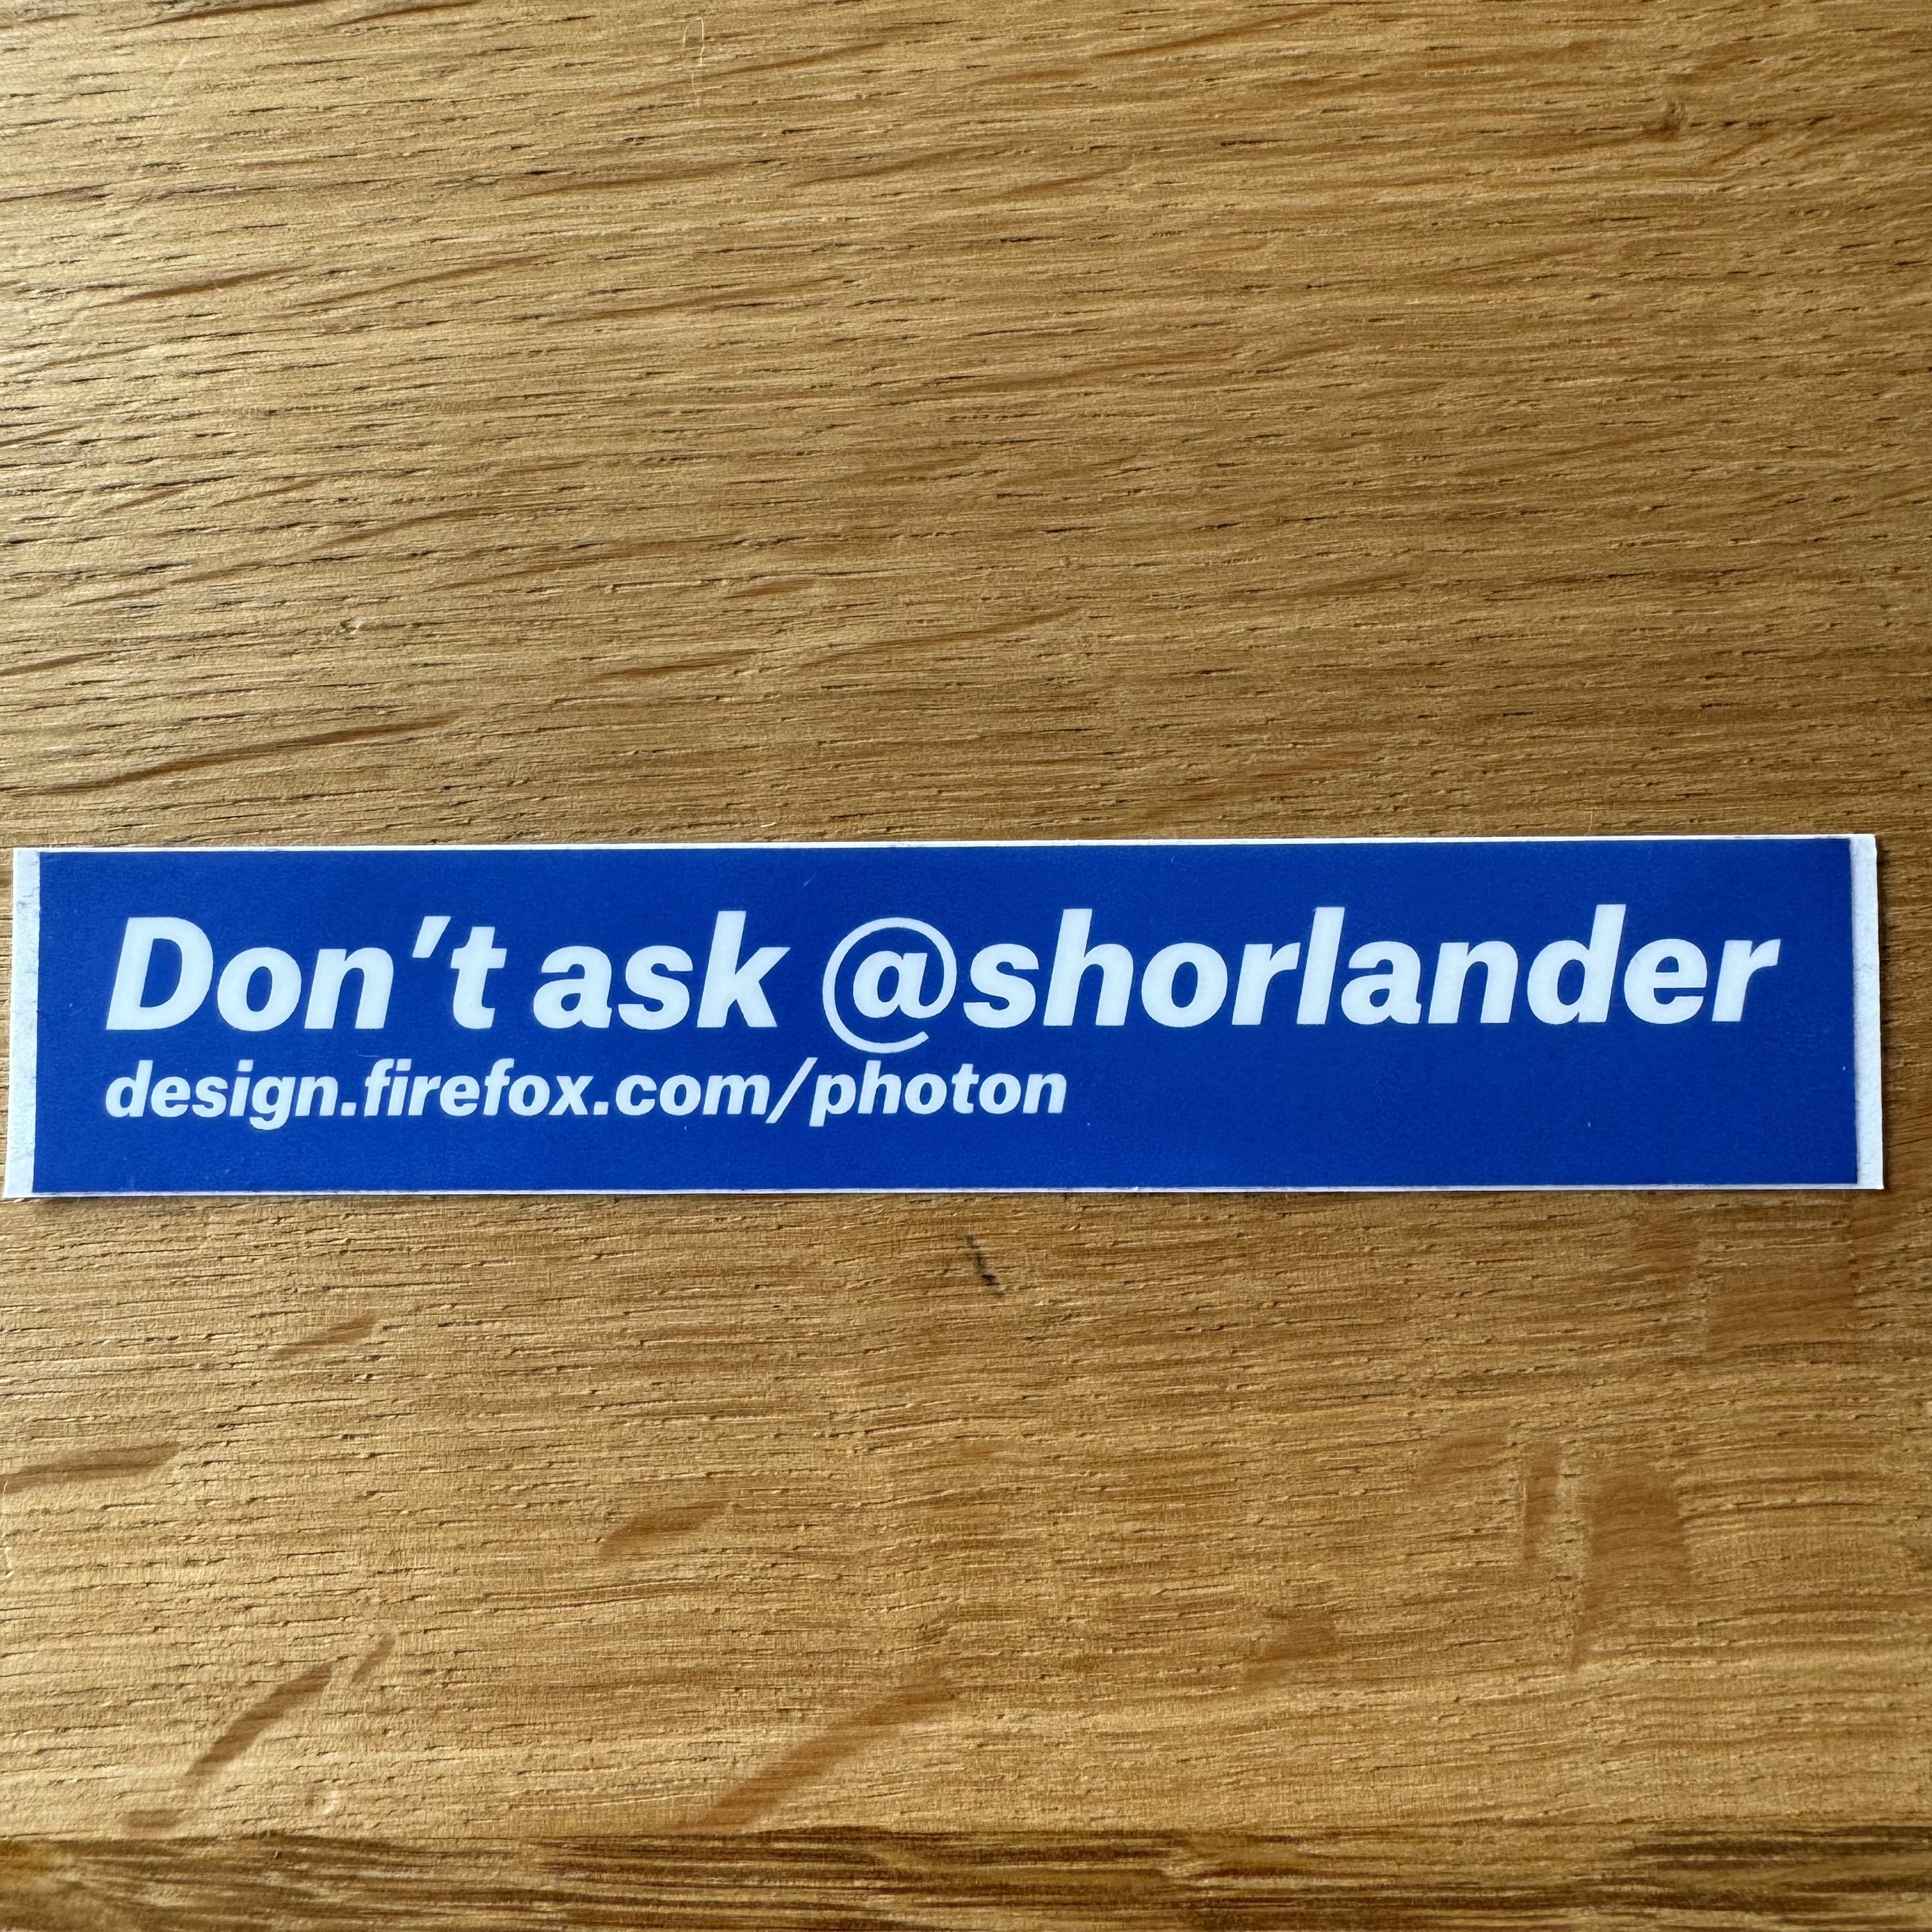 Don’t ask @shorlander
design.firefox.com/photon